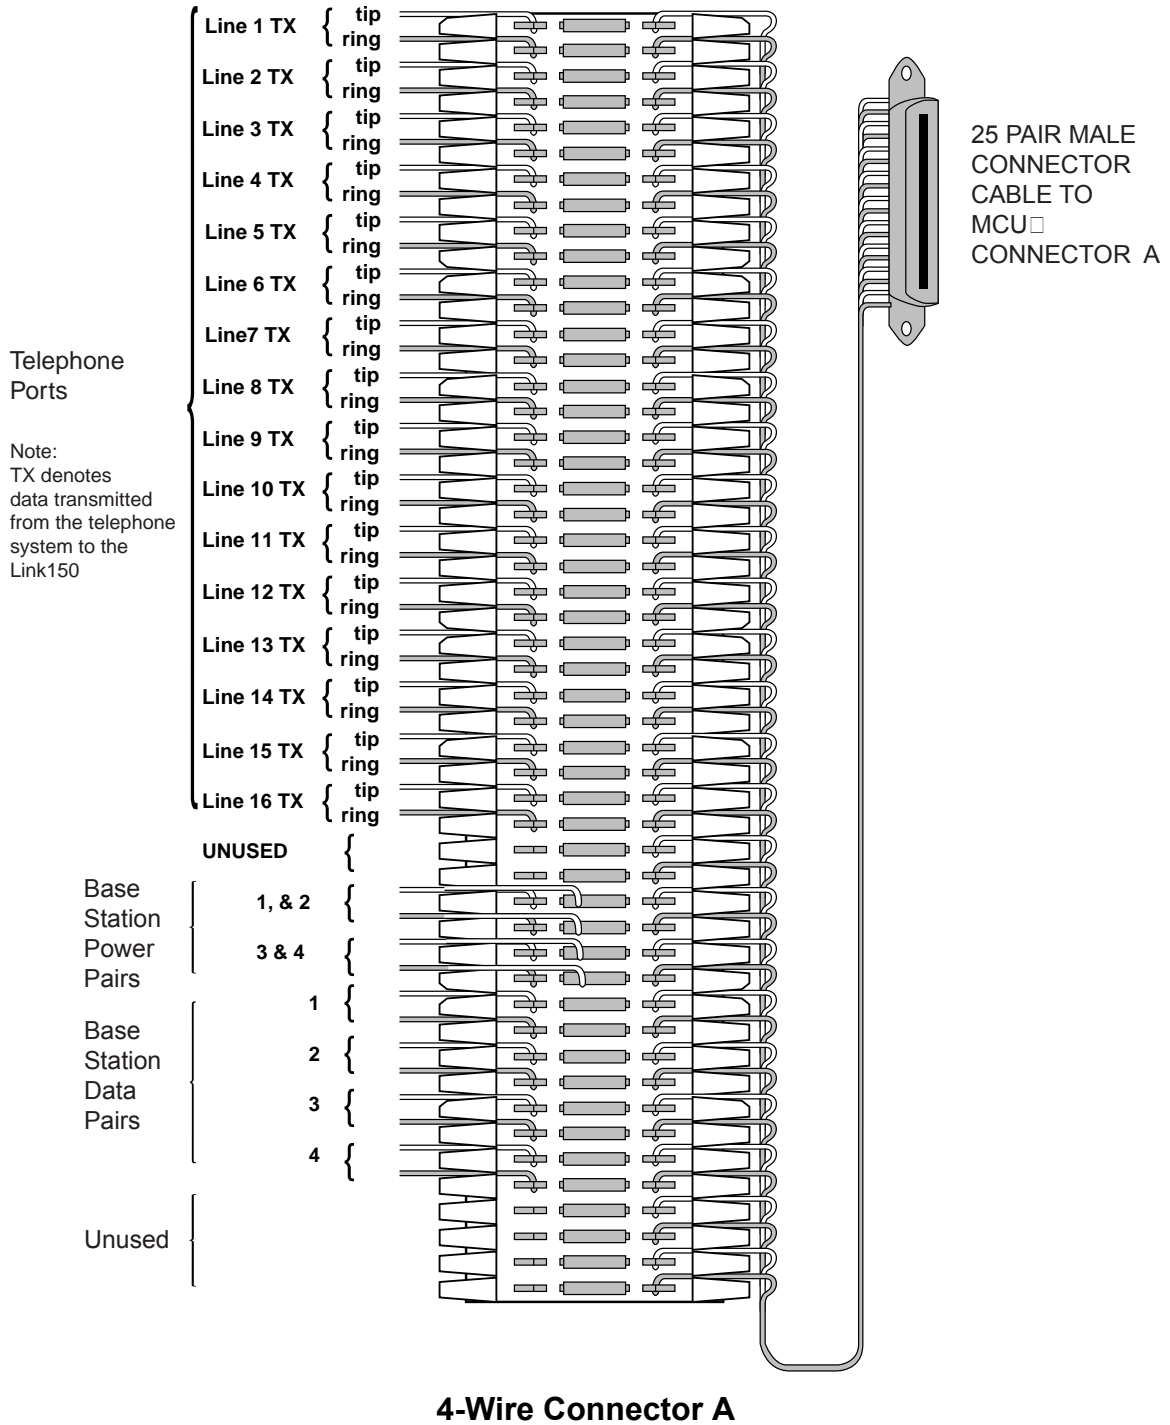 Line 1 TX { tip
ring
Line 2 TX { tip
ring
Line 3 TX { tip
ring
Line 4 TX { tip
ring
Line 5 TX { tip
ring
Line 6 TX { tip
ring
Line7 TX { tip
ring
Line 8 TX { tip
ring
Line 9 TX { tip
ring
Line 10 TX { tip
ring
Line 11 TX { tip
ring
Line 12 TX { tip
ring
Line 13 TX { tip
ring
Line 14 TX { tip
ring
Line 15 TX { tip
ring
Line 16 TX { tip
ring
UNUSED {
1, & 2 {
3 & 4 {
1 {
2 {
3 {
4 {
Telephone
Ports
Note:
TX denotes
data transmitted
from the telephone
system to the
Link150
Base
Station
Power
Pairs
Base
Station
Data
Pairs
Unused
25 PAIR MALE
CONNECTOR
CABLE TO
MCU□
CONNECTOR A
4-Wire Connector A